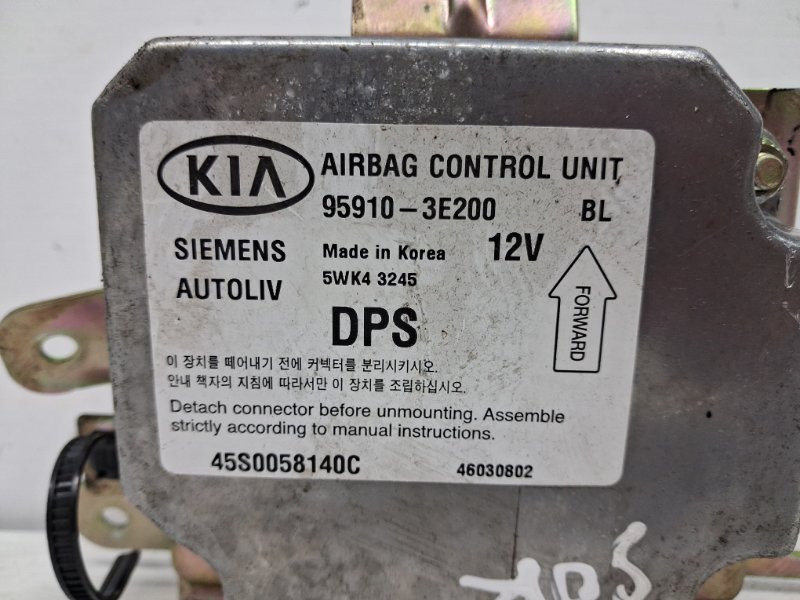 KIA AIRBAG CONTROL UNIT
95910-3E200 BL
SIEMENS Made in Korea 12V
AUTOLIV 5WK4 3245
FORWARD
DPS
이 장치를 떼어내기 전에 커넥터를 분리시키시오.
안내 책자의 지침에 따라서만 이 장치를 조립하십시오.
Detach connector before unmounting. Assemble
strictly according to manual instructions.
45S0058140C 46030802